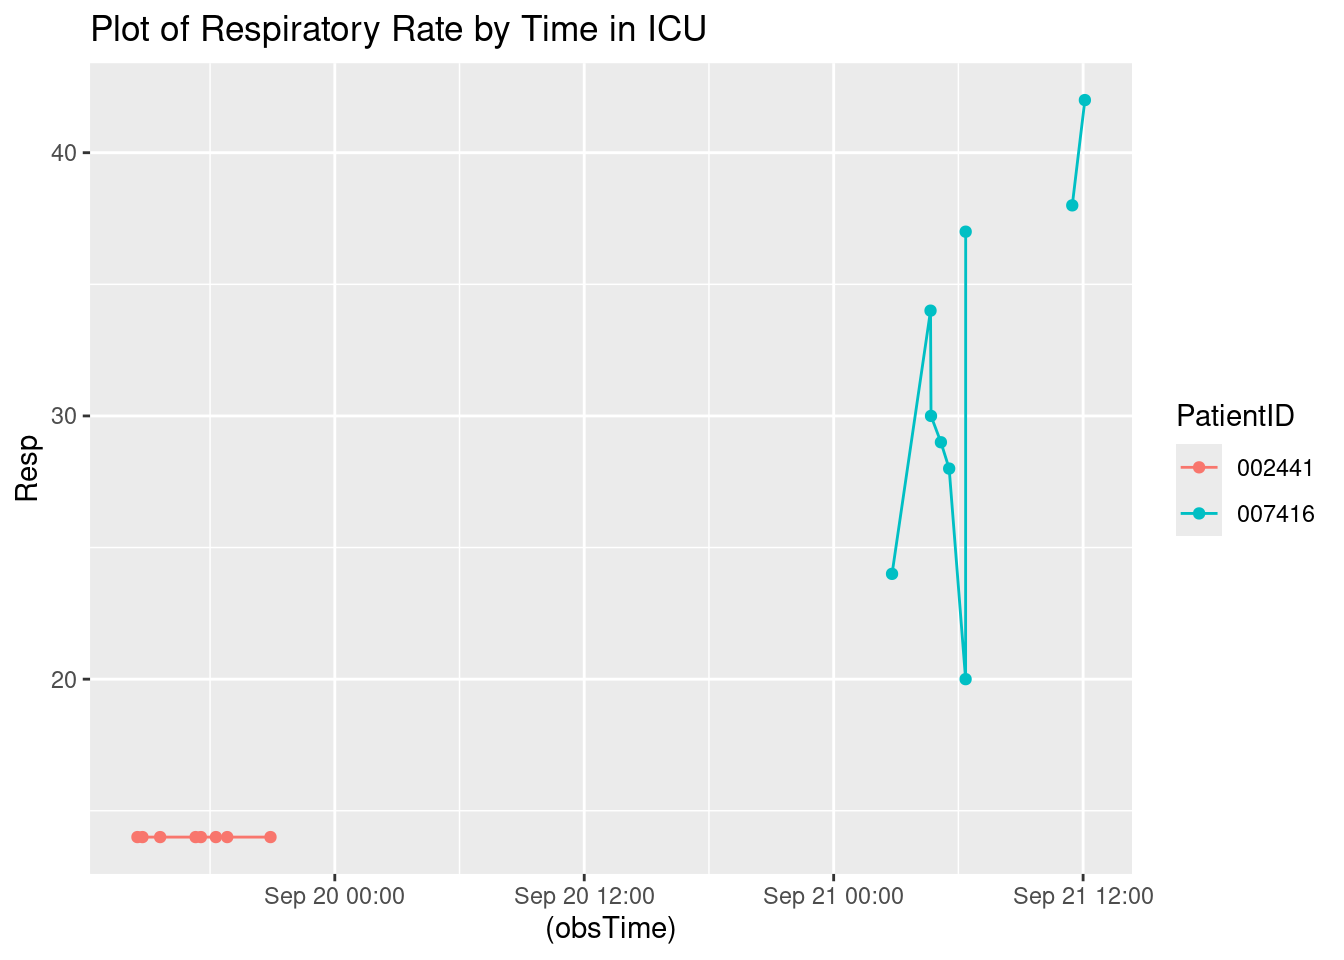 Plot of Respiratory Rate by Time in ICU
40
30
20
Resp
Sep 20 00:00
Sep 20 12:00
Sep 21 00:00
Sep 21 12:00
(obsTime)
PatientID
002441
007416